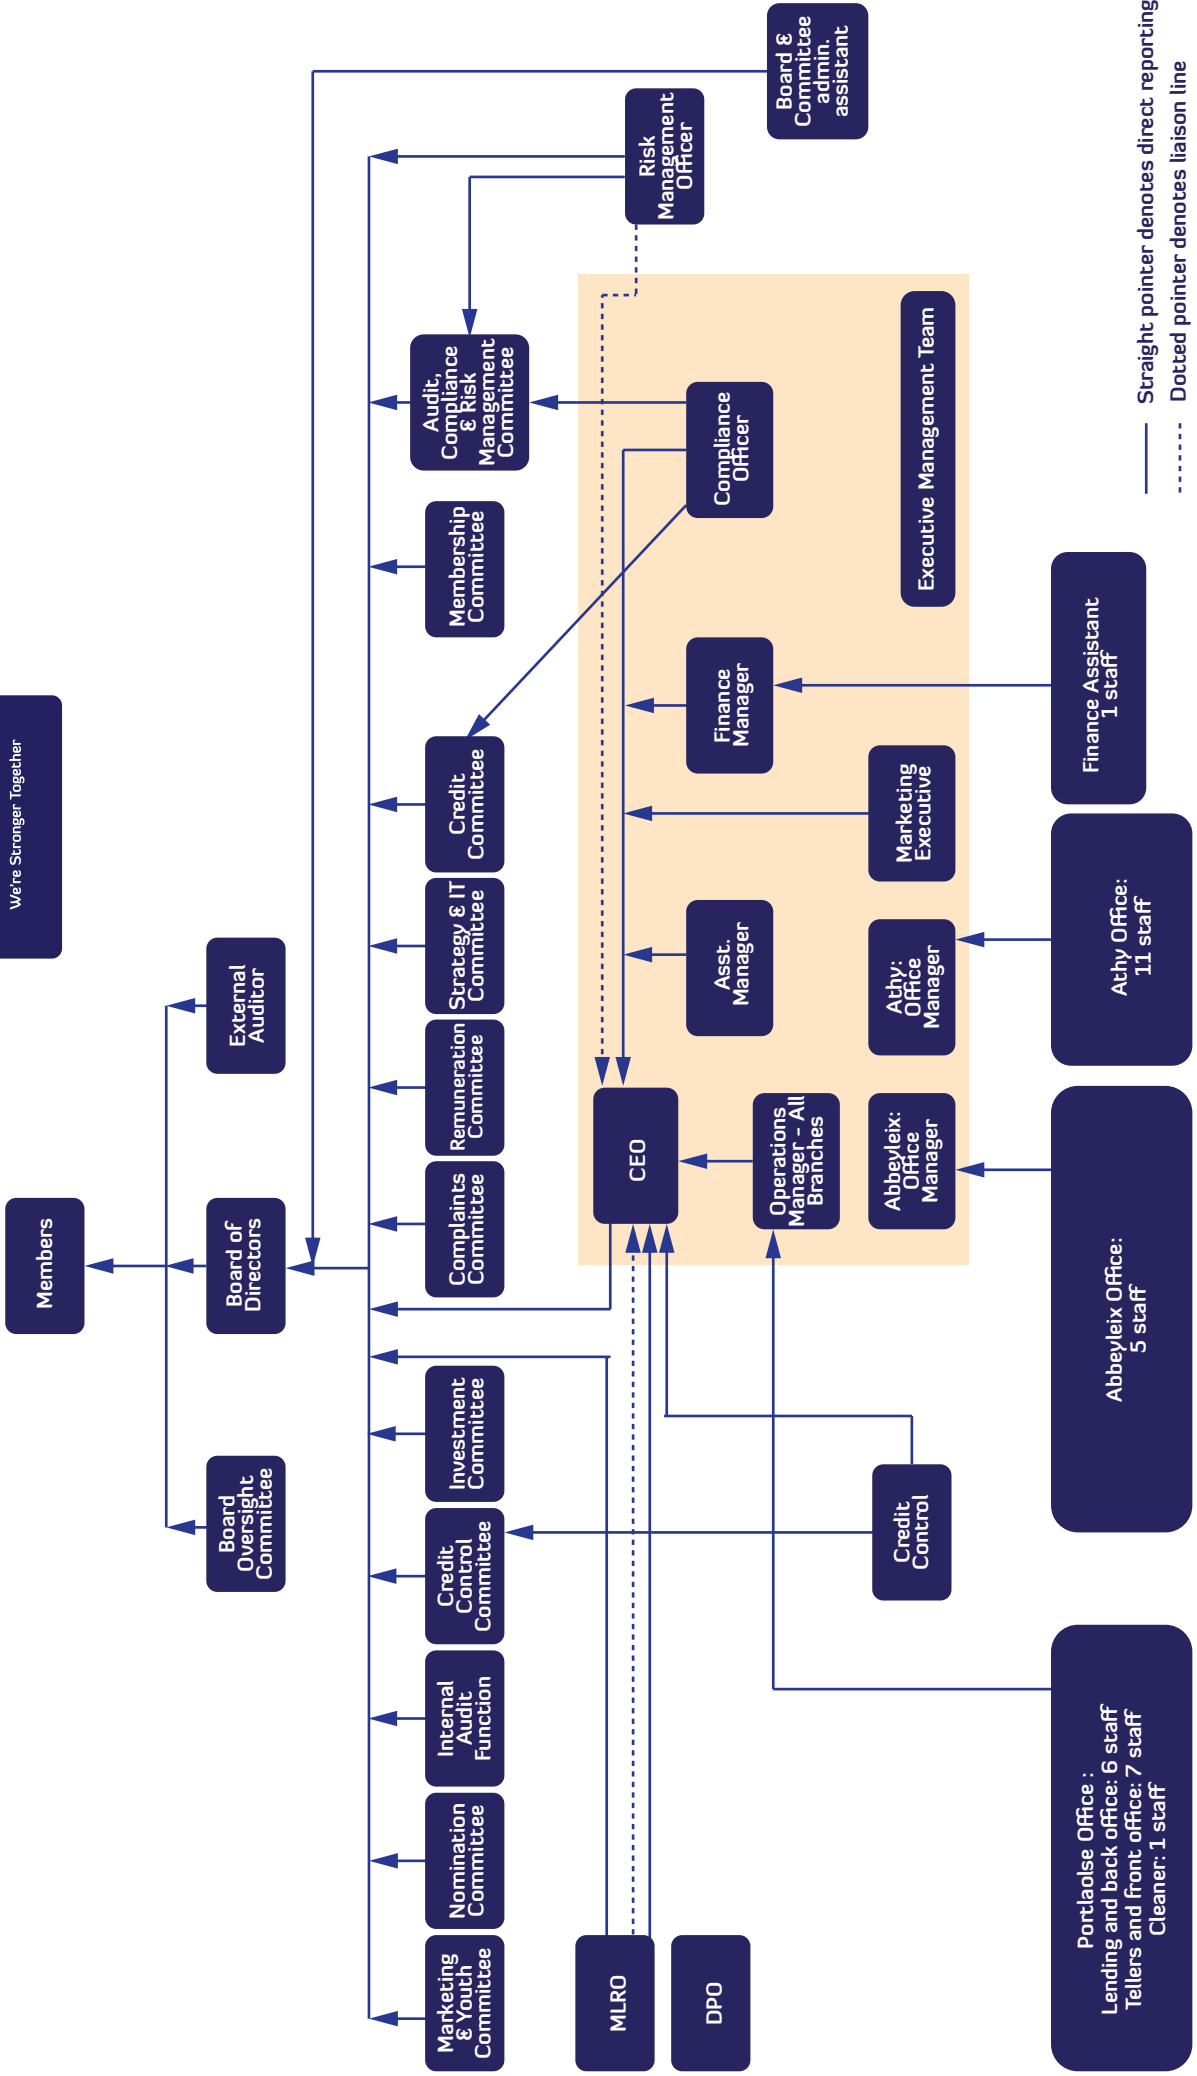 We're Stronger Together
Members
Board
Oversight
Committee
Board of
Directors
External
Auditor
Marketing
& Youth
Committee
Nomination
Committee
Internal
Audit
Function
Credit
Control
Committee
Investment
Committee
Complaints
Committee
Remuneration
Committee
Strategy & IT
Committee
Credit
Committee
Membership
Committee
Audit,
Compliance
& Risk
Management
Committee
MLRO
DPO
CEO
Risk
Management
Officer
Asst.
Manager
Finance
Manager
Compliance
Officer
Operations
Manager - All
Branches
Board &
Committee
admin.
assistant
Credit
Control
Abbeyleix:
Office
Manager
Athy:
Office
Manager
Marketing
Executive
Executive Management Team
Portlaolse Office :
Lending and back office: 6 staff
Tellers and front office: 7 staff
Cleaner: 1 staff
Abbeyleix Office:
5 staff
Athy Office:
11 staff
Finance Assistant
1 staff
Straight pointer denotes direct reporting
Dotted pointer denotes liaison line